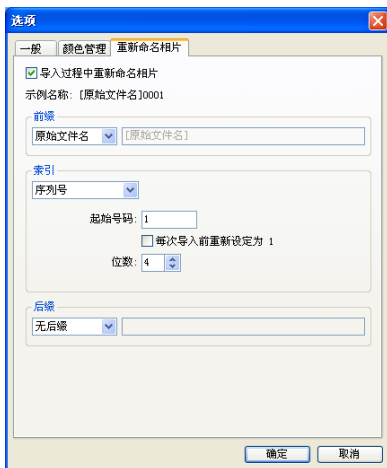 选项
一般 颜色管理 重新命名相片
导入过程中重新命名相片
示例名称: [原始文件名]0001
前缀
原始文件名 [原始文件名]
索引
序列号
起始号码: 1
每次导入前重新设定为 1
位数: 4
后缀
无后缀
确定 取消